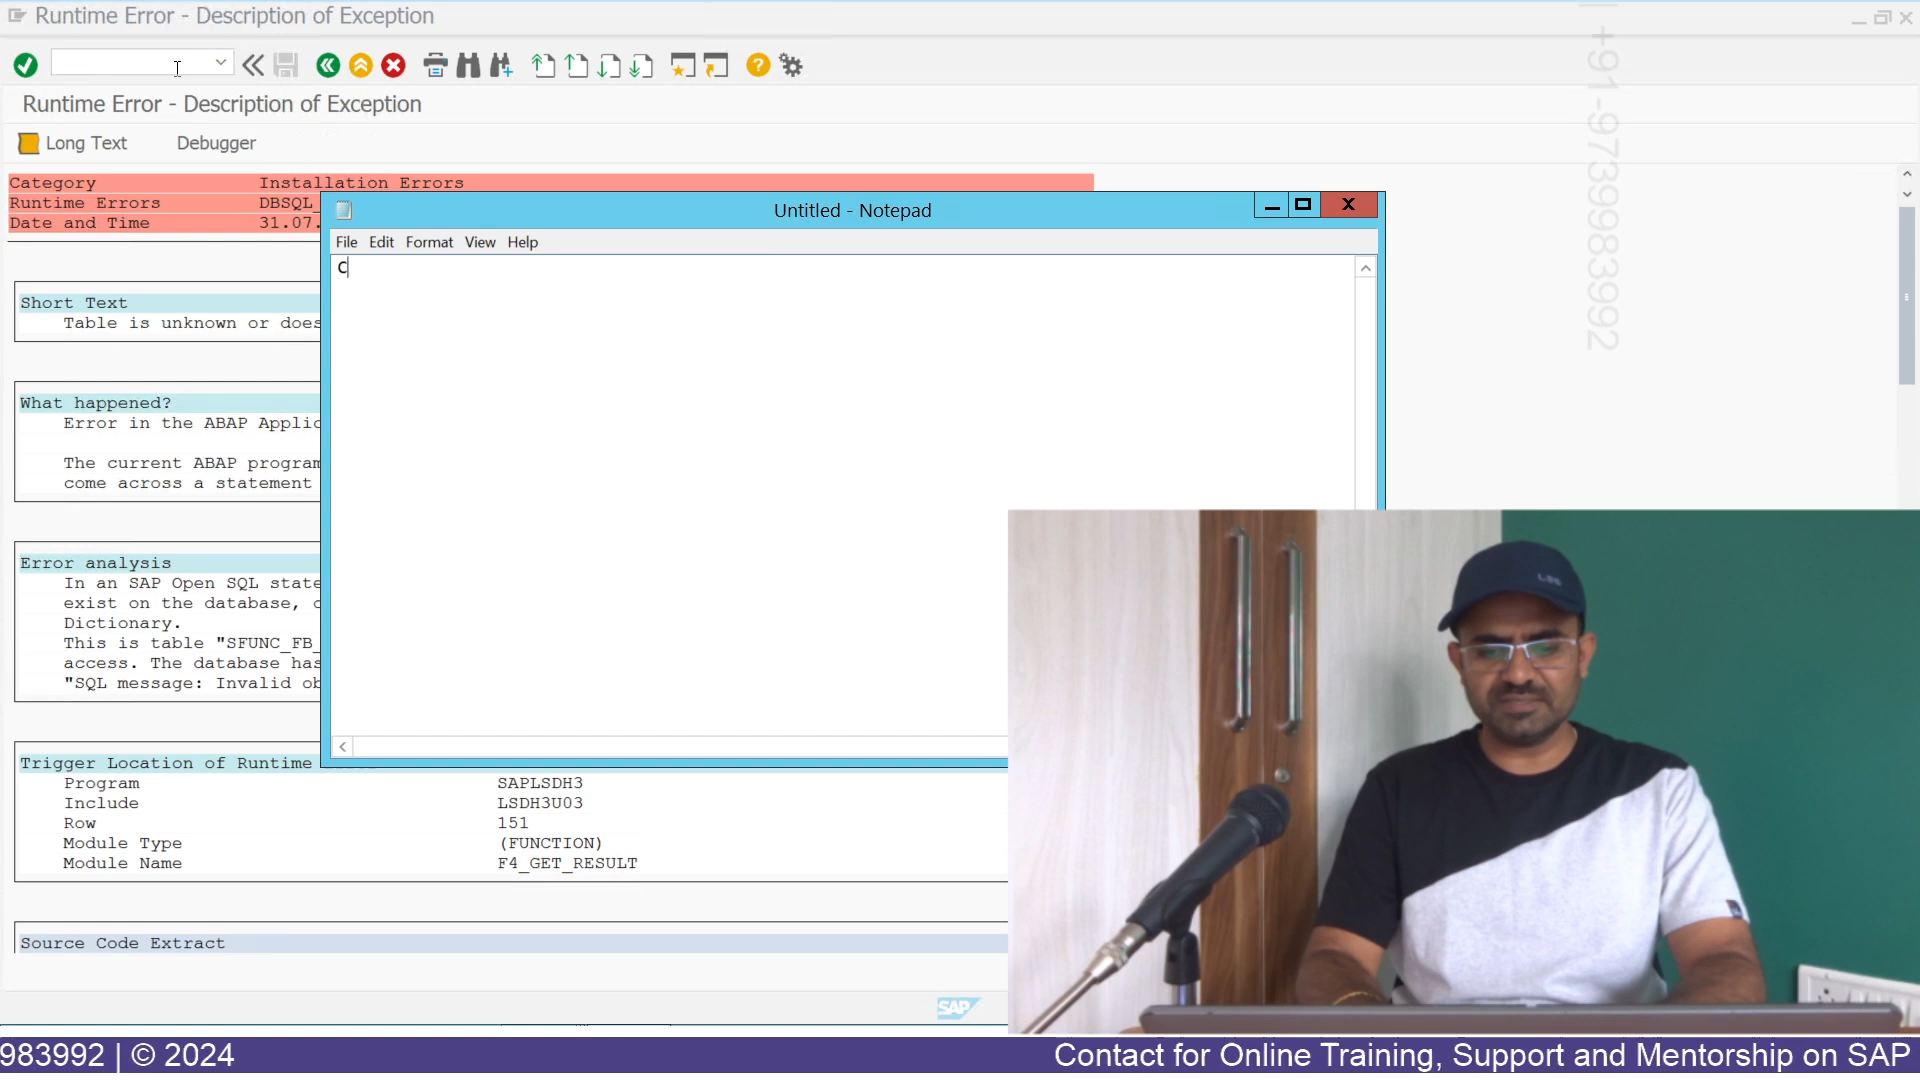 Runtime Error - Description of Exception
Runtime Error - Description of Exception
Long Text Debugger
Category Installation Errors
Runtime Errors DBSQL_
Date and Time 31.07.
Untitled - Notepad
File Edit Format View Help
C
Short Text
Table is unknown or does
What happened?
Error in the ABAP Applic
The current ABAP program
come across a statement
Error analysis
In an SAP Open SQL state
exist on the database, o
Dictionary.
This is table "SFUNC_FB_
access. The database has
"SQL message: Invalid ob
Trigger Location of Runtime
Program SAPLSDH3
Include LSDH3U03
Row 151
Module Type (FUNCTION)
Module Name F4_GET_RESULT
Source Code Extract
SAP
| +91-9739983992
983992 | © 2024
Contact for Online Training, Support and Mentorship on SAP